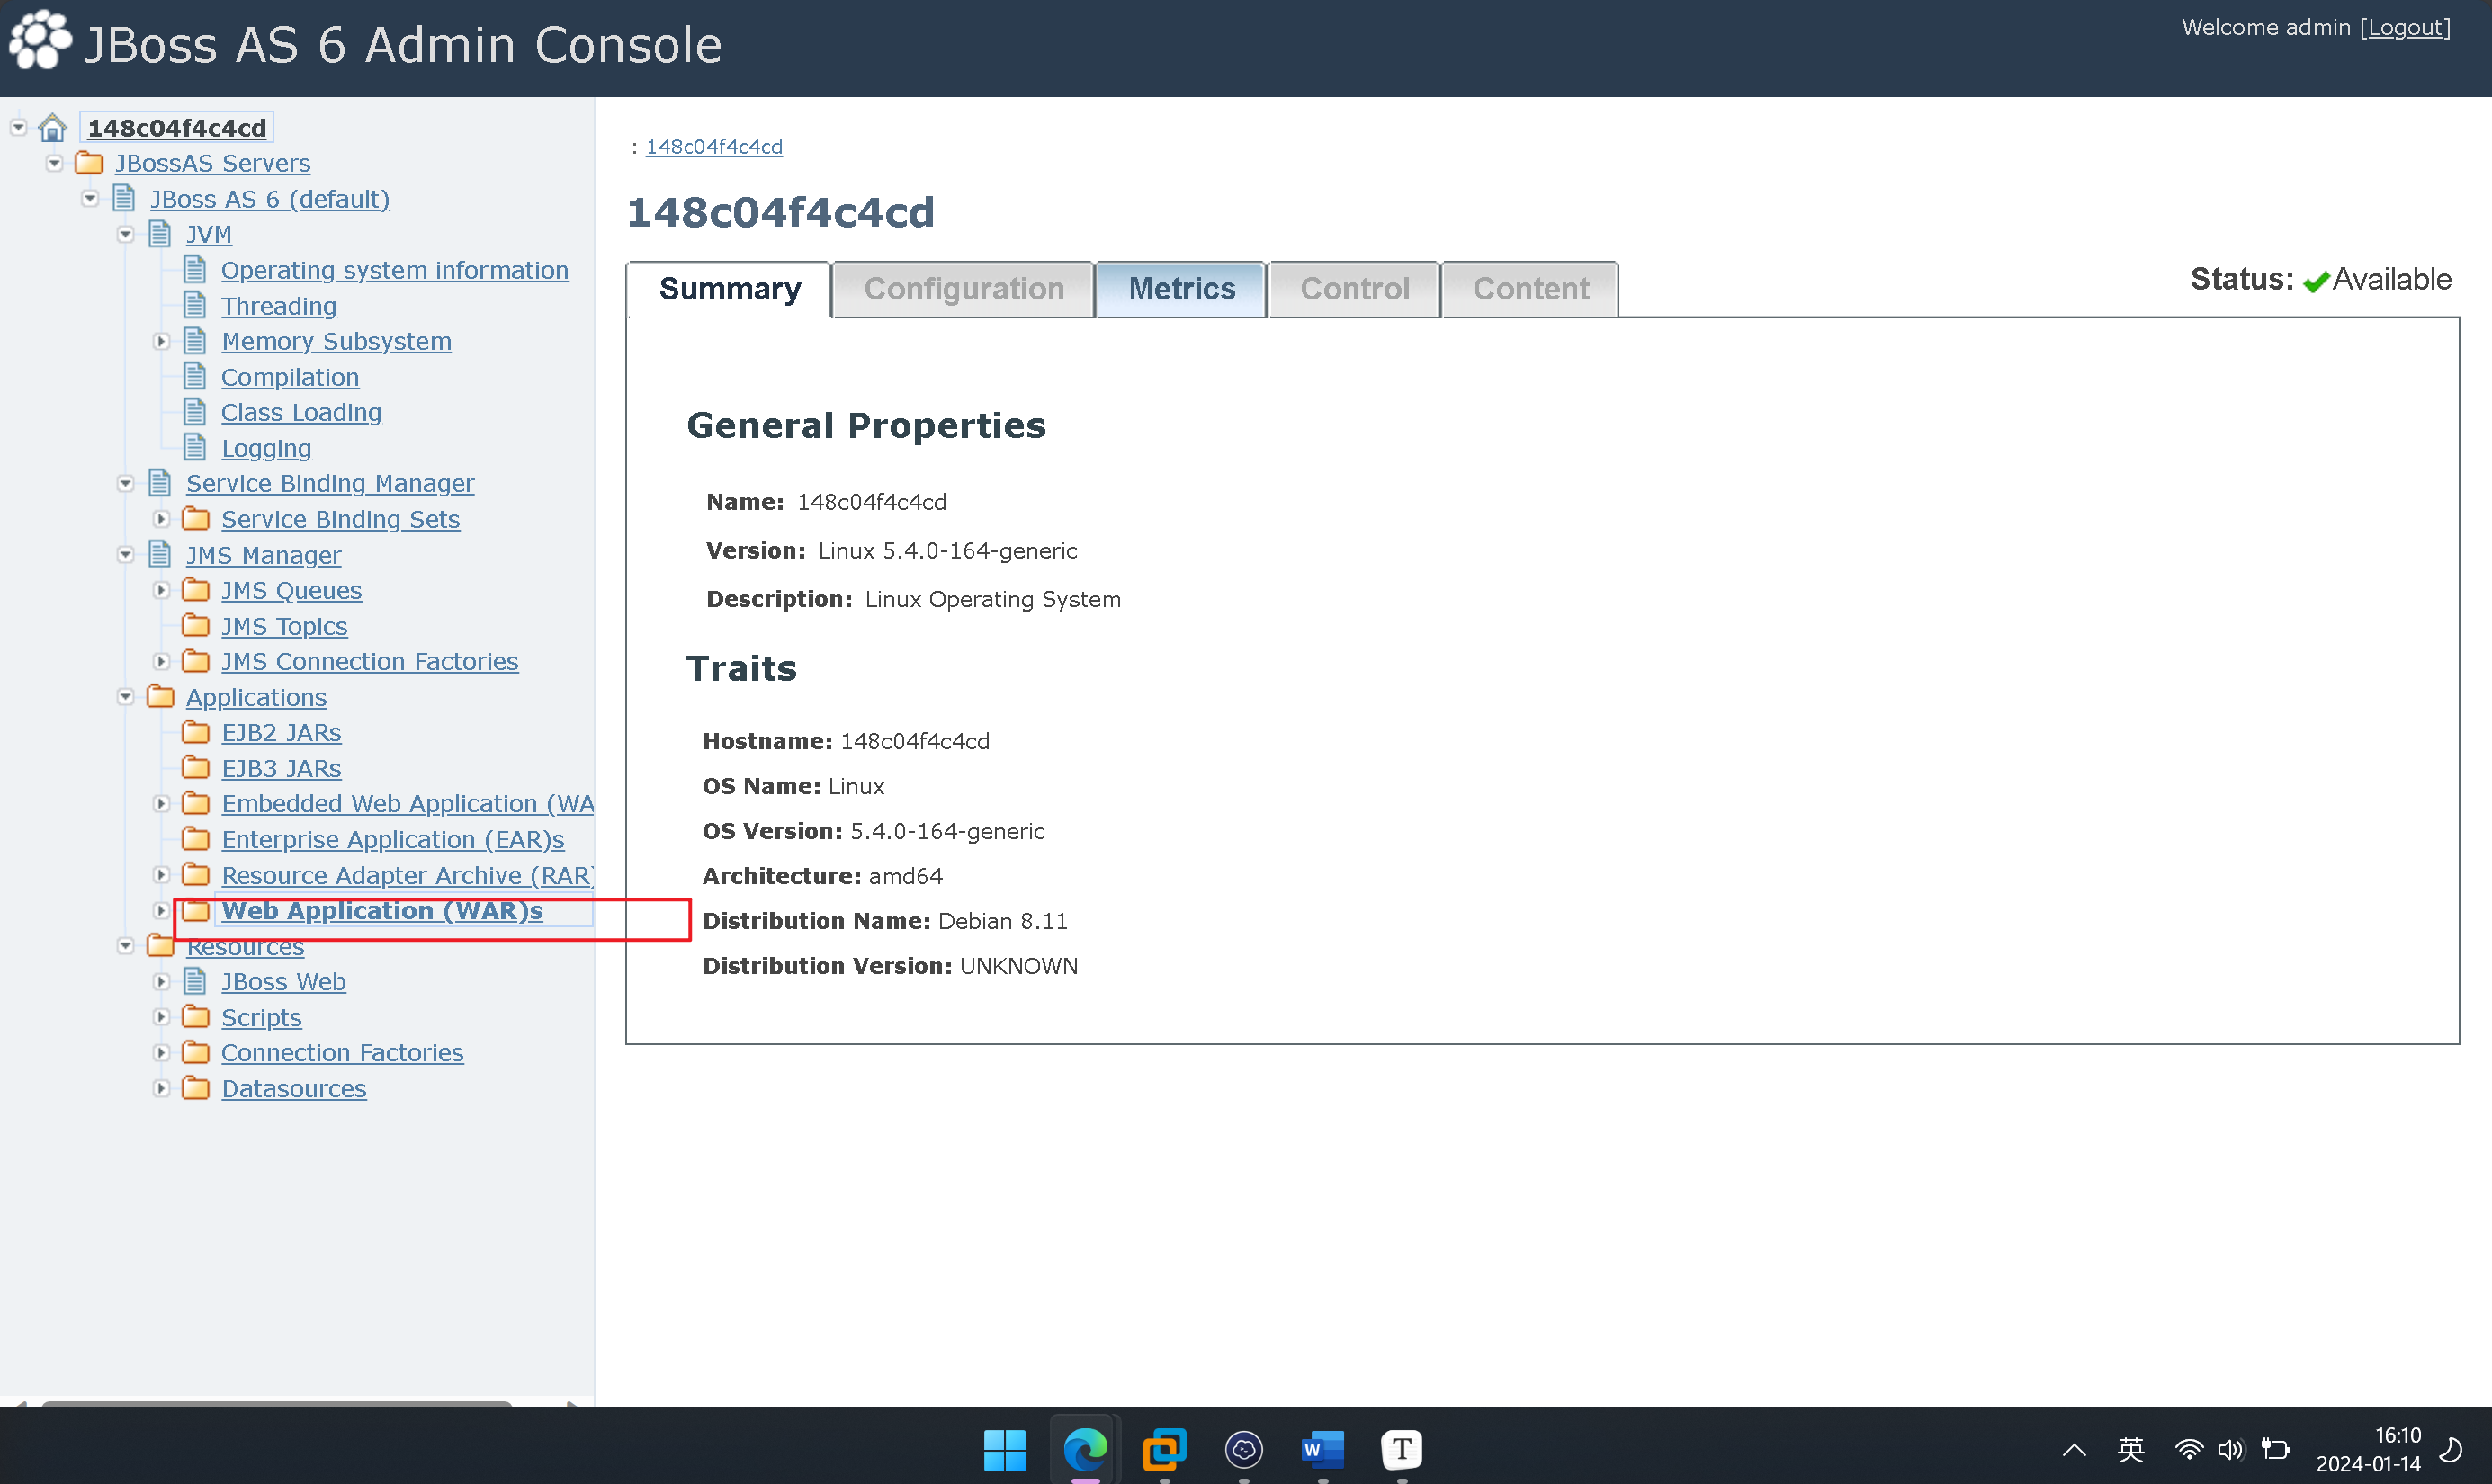 JBoss AS 6 Admin Console
Welcome admin [Logout]
148c04f4c4cd
JBossAS Servers
JBoss AS 6 (default)
JVM
Operating system information
Threading
Memory Subsystem
Compilation
Class Loading
Logging
Service Binding Manager
Service Binding Sets
JMS Manager
JMS Queues
JMS Topics
JMS Connection Factories
Applications
EJB2 JARs
EJB3 JARs
Embedded Web Application (WA
Enterprise Application (EAR)s
Resource Adapter Archive (RAR)
Web Application (WAR)s
Resources
JBoss Web
Scripts
Connection Factories
Datasources
: 148c04f4c4cd
148c04f4c4cd
Summary Configuration Metrics Control Content
Status: Available
General Properties
Name: 148c04f4c4cd
Version: Linux 5.4.0-164-generic
Description: Linux Operating System
Traits
Hostname: 148c04f4c4cd
OS Name: Linux
OS Version: 5.4.0-164-generic
Architecture: amd64
Distribution Name: Debian 8.11
Distribution Version: UNKNOWN
W
T
英
16:10
2024-01-14